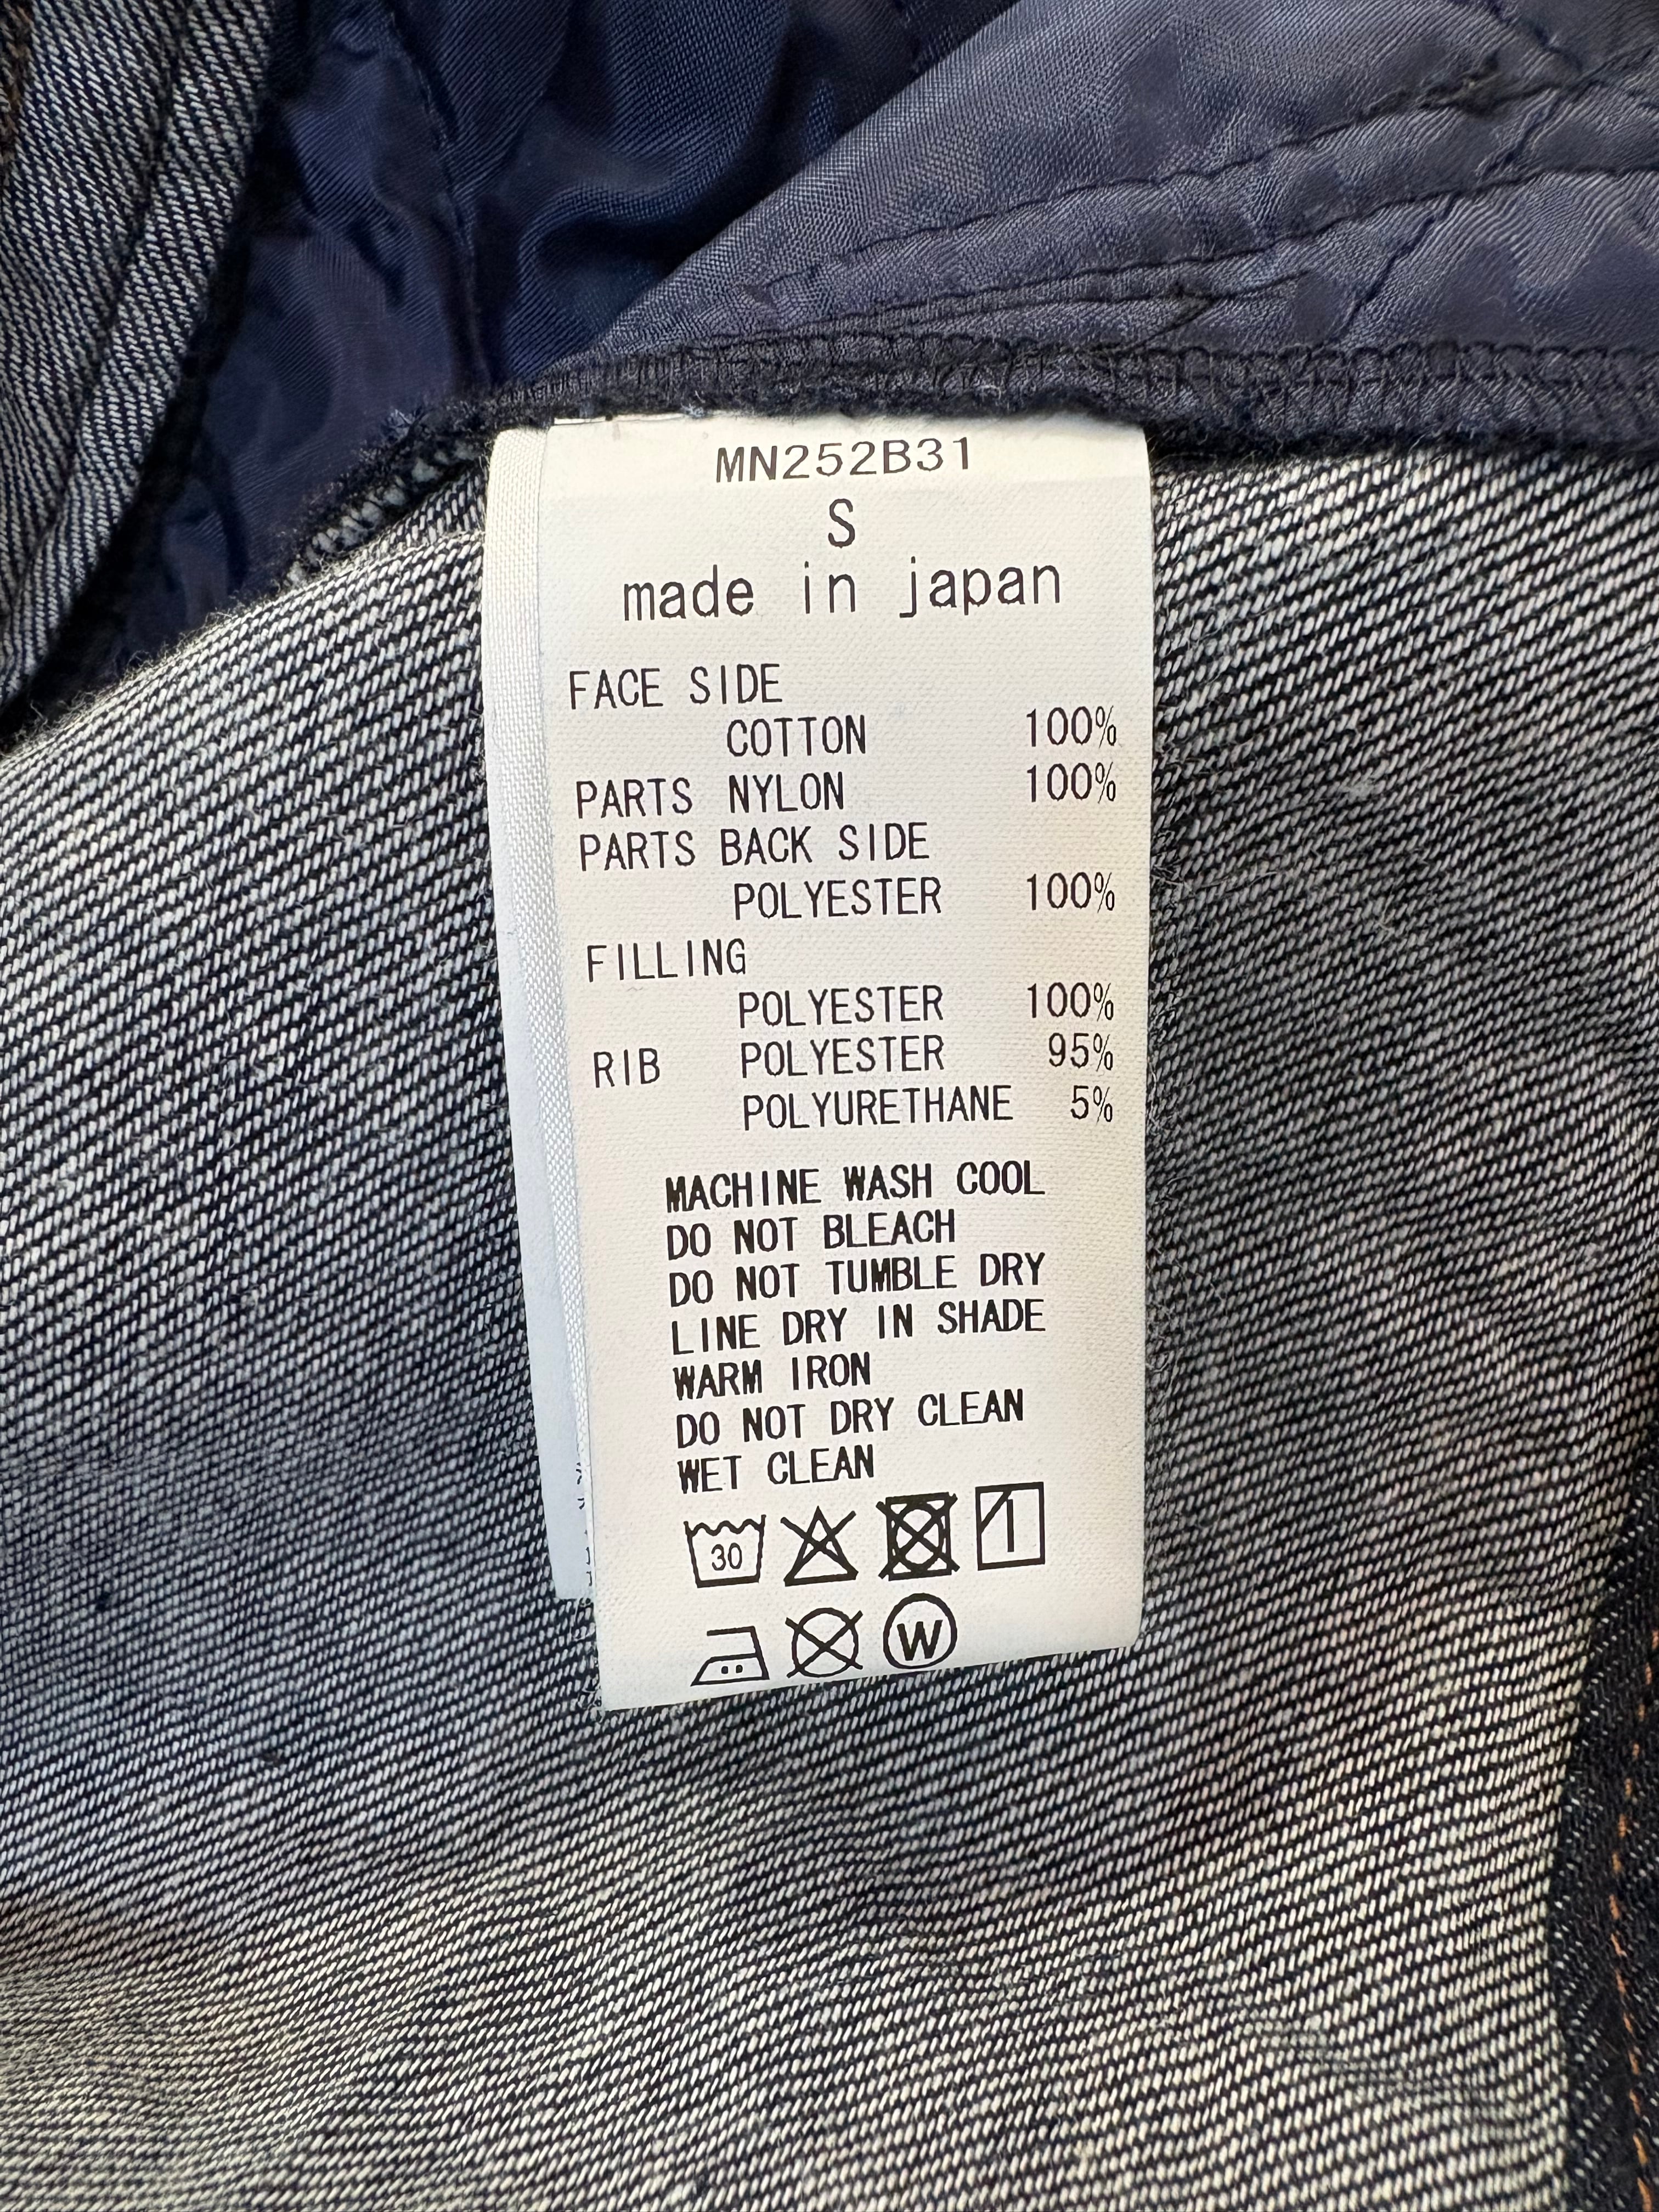 MN252B31
S
made in japan
FACE SIDE
COTTON 100%
PARTS NYLON 100%
PARTS BACK SIDE
POLYESTER 100%
FILLING
POLYESTER 100%
RIB POLYESTER 95%
POLYURETHANE 5%
MACHINE WASH COOL
DO NOT BLEACH
DO NOT TUMBLE DRY
LINE DRY IN SHADE
WARM IRON
DO NOT DRY CLEAN
WET CLEAN
30
W